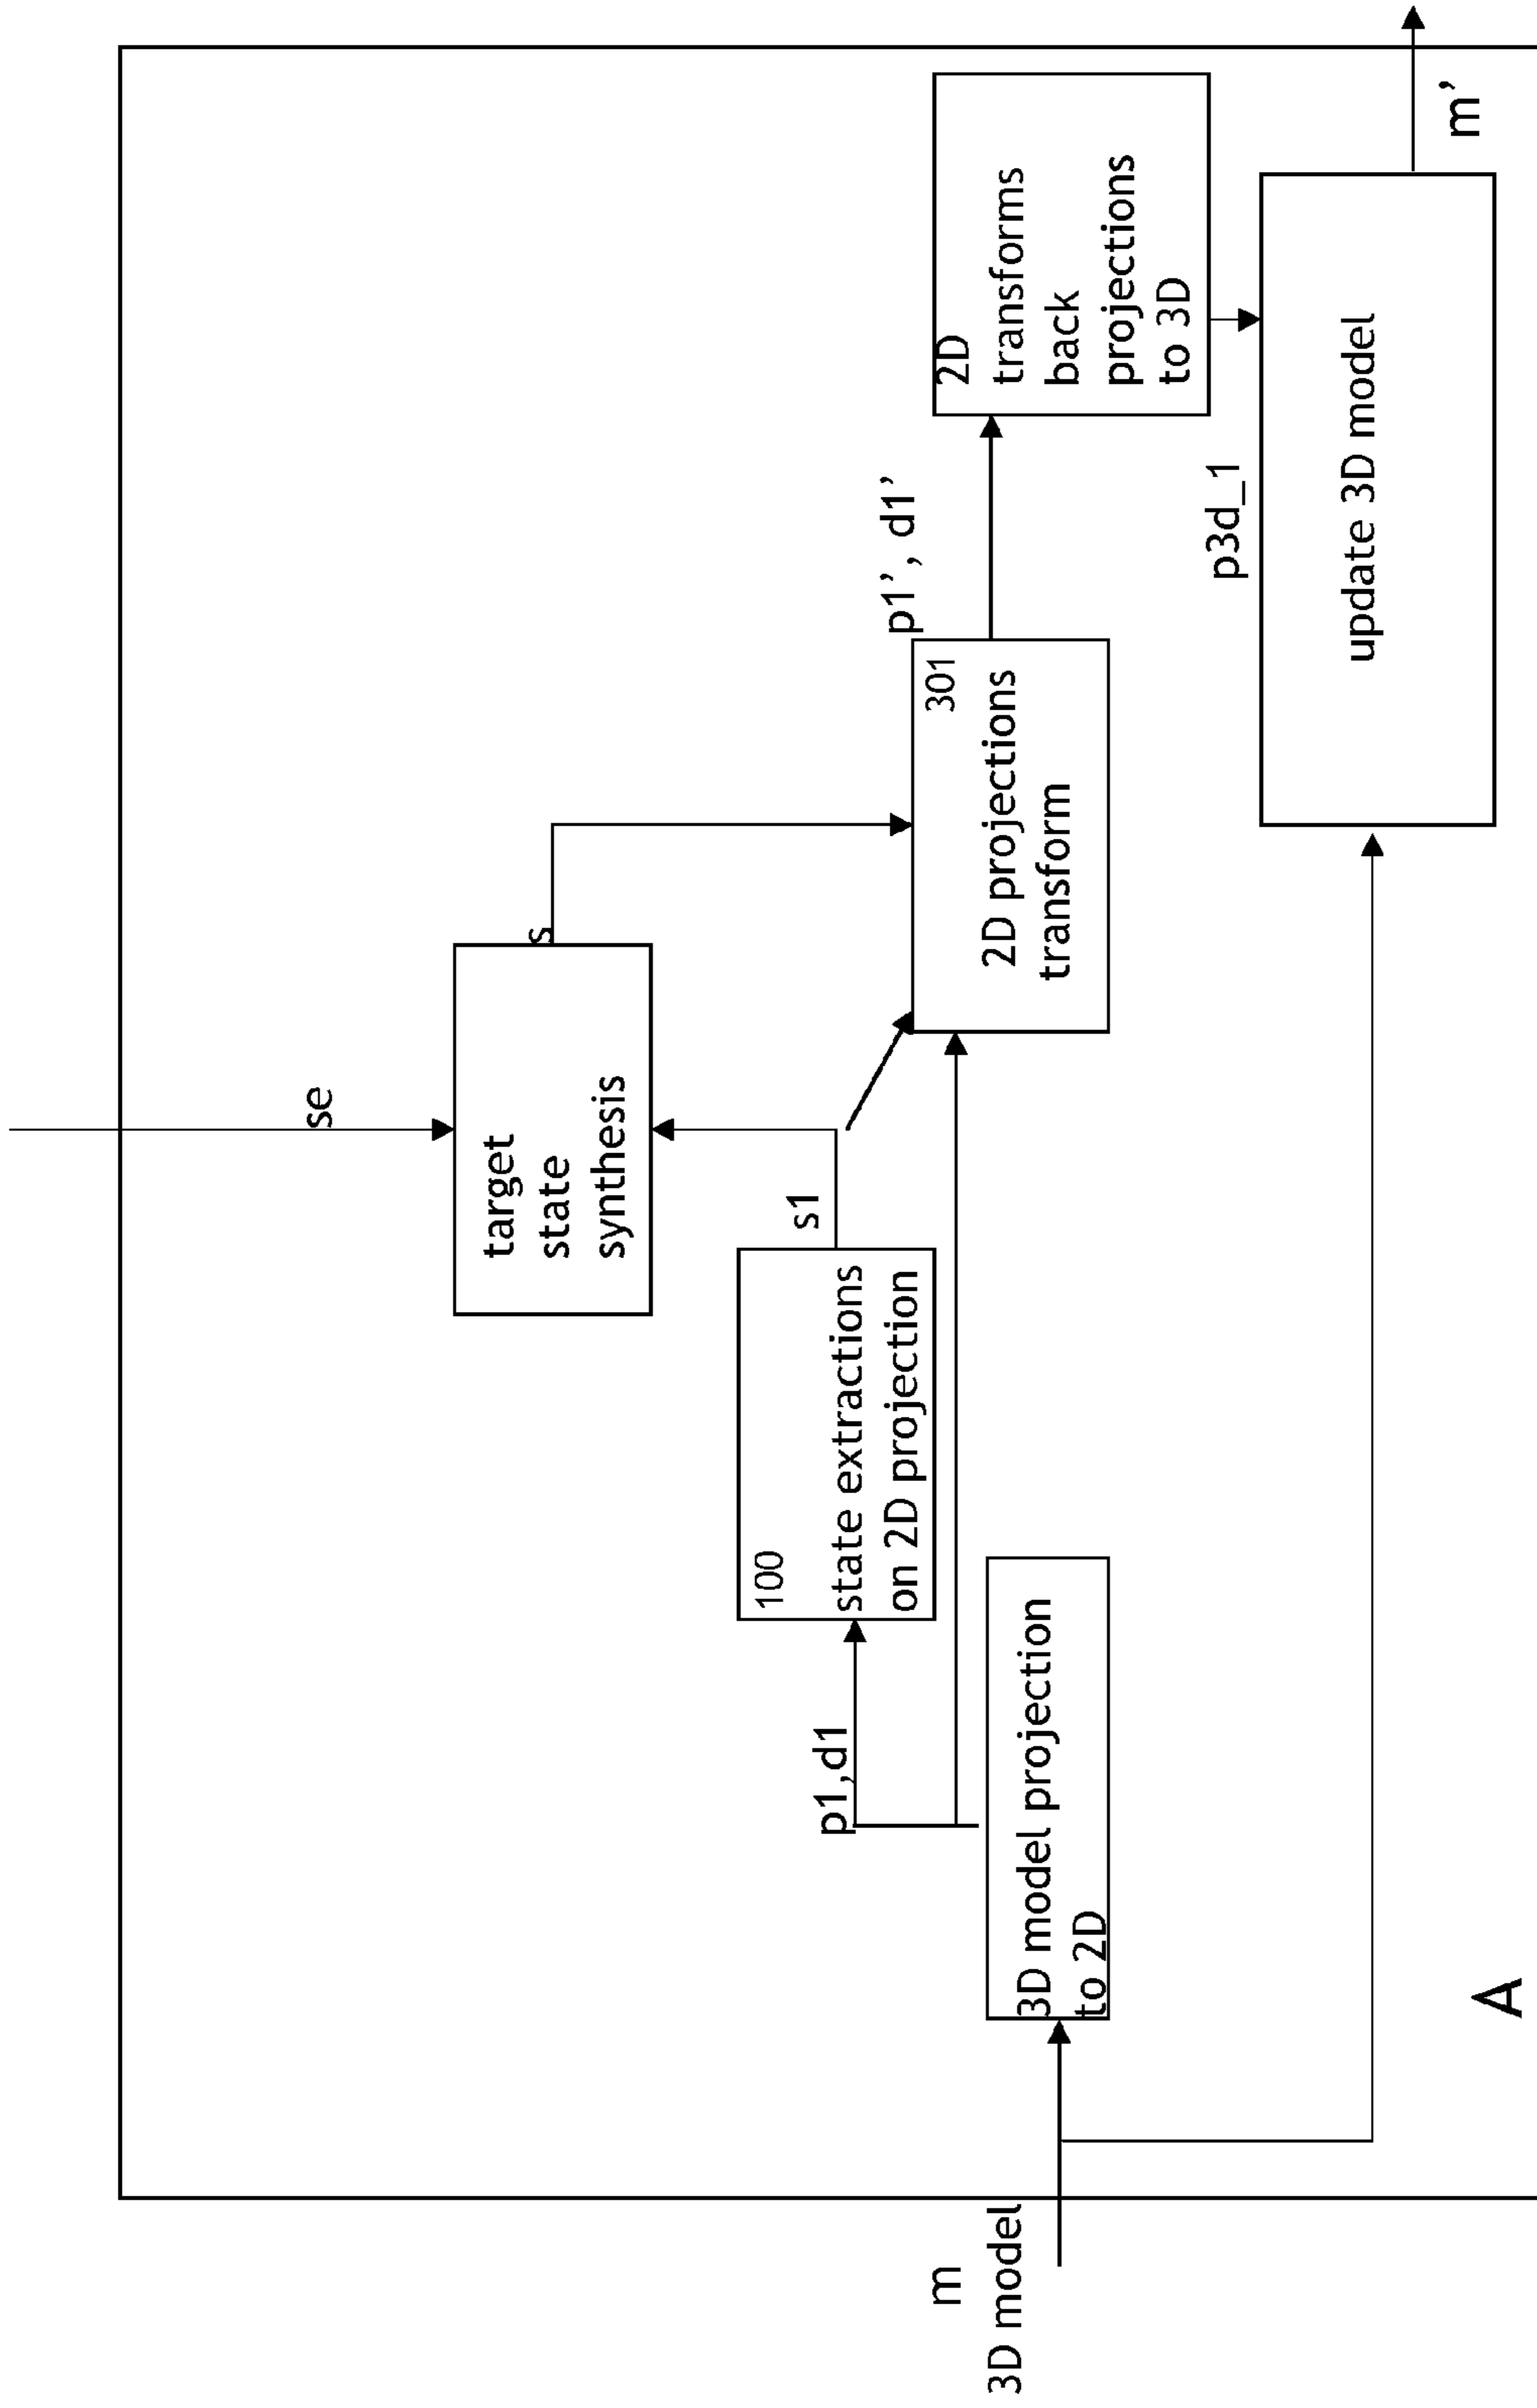 se
target
state
synthesis
s
100
state extractions
on 2D projection
s1
p1,d1
301
2D projections
transform
p1’, d1’
2D
transforms
back
projections
to 3D
m
3D model
3D model projection
to 2D
p3d_1
update 3D model
m’
A